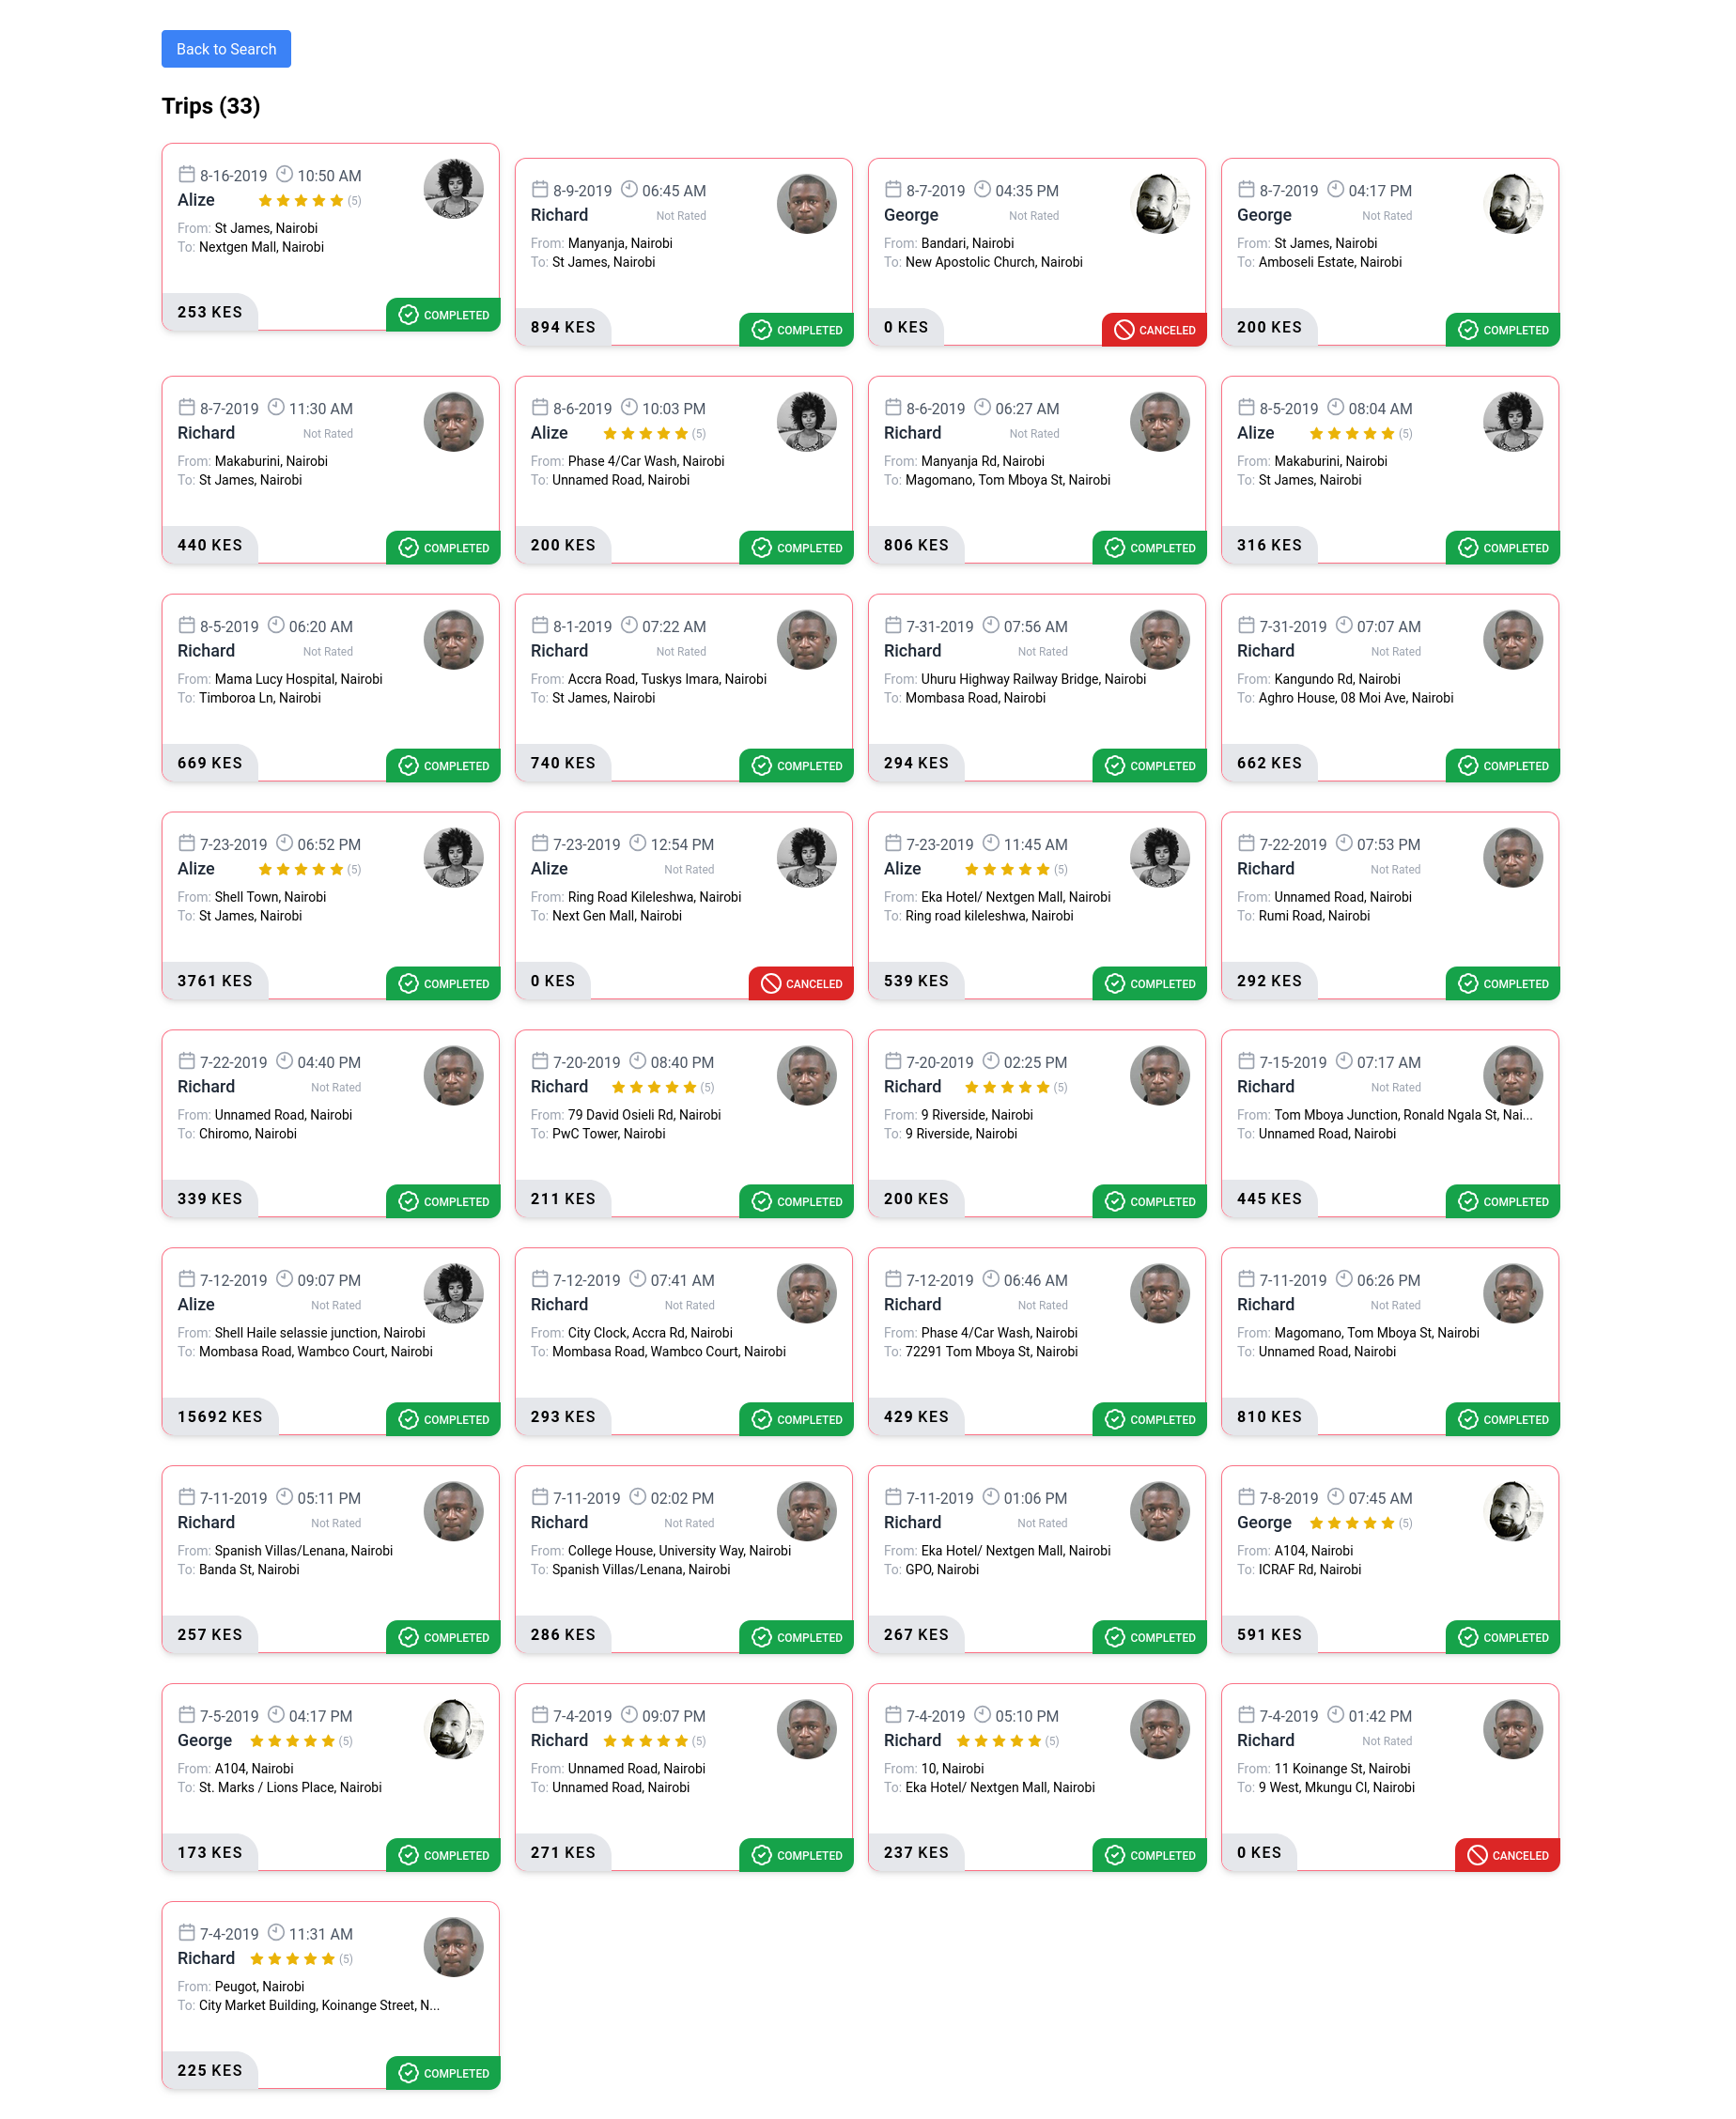 Back to Search
Trips (33)
8-16-2019 10:50 AM
Alize (5)
From: St James, Nairobi
To: Nextgen Mall, Nairobi
253 KES COMPLETED
8-9-2019 06:45 AM
Richard Not Rated
From: Manyanja, Nairobi
To: St James, Nairobi
894 KES COMPLETED
8-7-2019 04:35 PM
George Not Rated
From: Bandari, Nairobi
To: New Apostolic Church, Nairobi
0 KES CANCELED
8-7-2019 04:17 PM
George Not Rated
From: St James, Nairobi
To: Amboseli Estate, Nairobi
200 KES COMPLETED
8-7-2019 11:30 AM
Richard Not Rated
From: Makaburini, Nairobi
To: St James, Nairobi
440 KES COMPLETED
8-6-2019 10:03 PM
Alize (5)
From: Phase 4/Car Wash, Nairobi
To: Unnamed Road, Nairobi
200 KES COMPLETED
8-6-2019 06:27 AM
Richard Not Rated
From: Manyanja Rd, Nairobi
To: Magomano, Tom Mboya St, Nairobi
806 KES COMPLETED
8-5-2019 08:04 AM
Alize (5)
From: Makaburini, Nairobi
To: St James, Nairobi
316 KES COMPLETED
8-5-2019 06:20 AM
Richard Not Rated
From: Mama Lucy Hospital, Nairobi
To: Timboroa Ln, Nairobi
669 KES COMPLETED
8-1-2019 07:22 AM
Richard Not Rated
From: Accra Road, Tuskys Imara, Nairobi
To: St James, Nairobi
740 KES COMPLETED
7-31-2019 07:56 AM
Richard Not Rated
From: Uhuru Highway Railway Bridge, Nairobi
To: Mombasa Road, Nairobi
294 KES COMPLETED
7-31-2019 07:07 AM
Richard Not Rated
From: Kangundo Rd, Nairobi
To: Aghro House, 08 Moi Ave, Nairobi
662 KES COMPLETED
7-23-2019 06:52 PM
Alize (5)
From: Shell Town, Nairobi
To: St James, Nairobi
3761 KES COMPLETED
7-23-2019 12:54 PM
Alize Not Rated
From: Ring Road Kileleshwa, Nairobi
To: Next Gen Mall, Nairobi
0 KES CANCELED
7-23-2019 11:45 AM
Alize (5)
From: Eka Hotel/ Nextgen Mall, Nairobi
To: Ring road kileleshwa, Nairobi
539 KES COMPLETED
7-22-2019 07:53 PM
Richard Not Rated
From: Unnamed Road, Nairobi
To: Rumi Road, Nairobi
292 KES COMPLETED
7-22-2019 04:40 PM
Richard Not Rated
From: Unnamed Road, Nairobi
To: Chiromo, Nairobi
339 KES COMPLETED
7-20-2019 08:40 PM
Richard (5)
From: 79 David Osieli Rd, Nairobi
To: PwC Tower, Nairobi
211 KES COMPLETED
7-20-2019 02:25 PM
Richard (5)
From: 9 Riverside, Nairobi
To: 9 Riverside, Nairobi
200 KES COMPLETED
7-15-2019 07:17 AM
Richard Not Rated
From: Tom Mboya Junction, Ronald Ngala St, Nai...
To: Unnamed Road, Nairobi
445 KES COMPLETED
7-12-2019 09:07 PM
Alize Not Rated
From: Shell Haile selassie junction, Nairobi
To: Mombasa Road, Wambco Court, Nairobi
15692 KES COMPLETED
7-12-2019 07:41 AM
Richard Not Rated
From: City Clock, Accra Rd, Nairobi
To: Mombasa Road, Wambco Court, Nairobi
293 KES COMPLETED
7-12-2019 06:46 AM
Richard Not Rated
From: Phase 4/Car Wash, Nairobi
To: 72291 Tom Mboya St, Nairobi
429 KES COMPLETED
7-11-2019 06:26 PM
Richard Not Rated
From: Magomano, Tom Mboya St, Nairobi
To: Unnamed Road, Nairobi
810 KES COMPLETED
7-11-2019 05:11 PM
Richard Not Rated
From: Spanish Villas/Lenana, Nairobi
To: Banda St, Nairobi
257 KES COMPLETED
7-11-2019 02:02 PM
Richard Not Rated
From: College House, University Way, Nairobi
To: Spanish Villas/Lenana, Nairobi
286 KES COMPLETED
7-11-2019 01:06 PM
Richard Not Rated
From: Eka Hotel/ Nextgen Mall, Nairobi
To: GPO, Nairobi
267 KES COMPLETED
7-8-2019 07:45 AM
George (5)
From: A104, Nairobi
To: ICRAF Rd, Nairobi
591 KES COMPLETED
7-5-2019 04:17 PM
George (5)
From: A104, Nairobi
To: St. Marks / Lions Place, Nairobi
173 KES COMPLETED
7-4-2019 09:07 PM
Richard (5)
From: Unnamed Road, Nairobi
To: Unnamed Road, Nairobi
271 KES COMPLETED
7-4-2019 05:10 PM
Richard (5)
From: 10, Nairobi
To: Eka Hotel/ Nextgen Mall, Nairobi
237 KES COMPLETED
7-4-2019 01:42 PM
Richard Not Rated
From: 11 Koinange St, Nairobi
To: 9 West, Mkungu Cl, Nairobi
0 KES CANCELED
7-4-2019 11:31 AM
Richard (5)
From: Peugot, Nairobi
To: City Market Building, Koinange Street, N...
225 KES COMPLETED